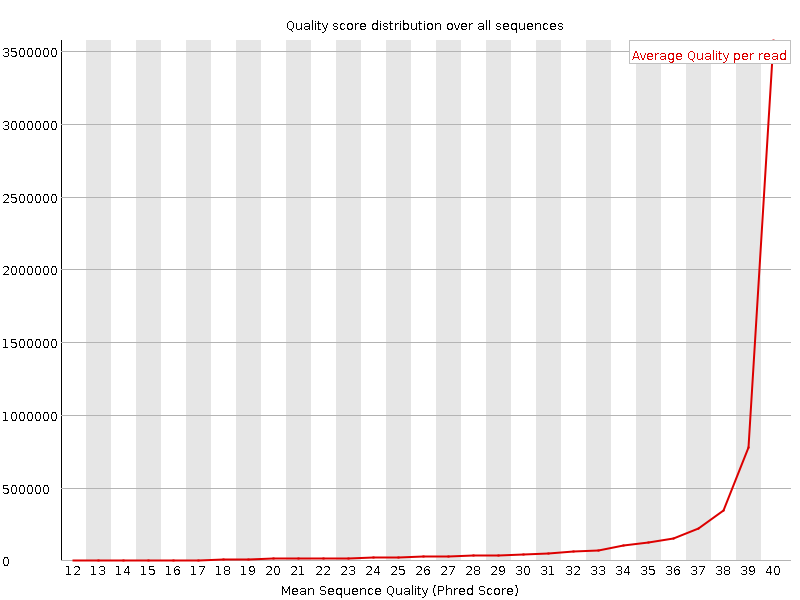 Quality score distribution over all sequences
Average Quality per read
3500000
3000000
2500000
2000000
1500000
1000000
500000
0
12 13 14 15 16 17 18 19 20 21 22 23 24 25 26 27 28 29 30 31 32 33 34 35 36 37 38 39 40
Mean Sequence Quality (Phred Score)